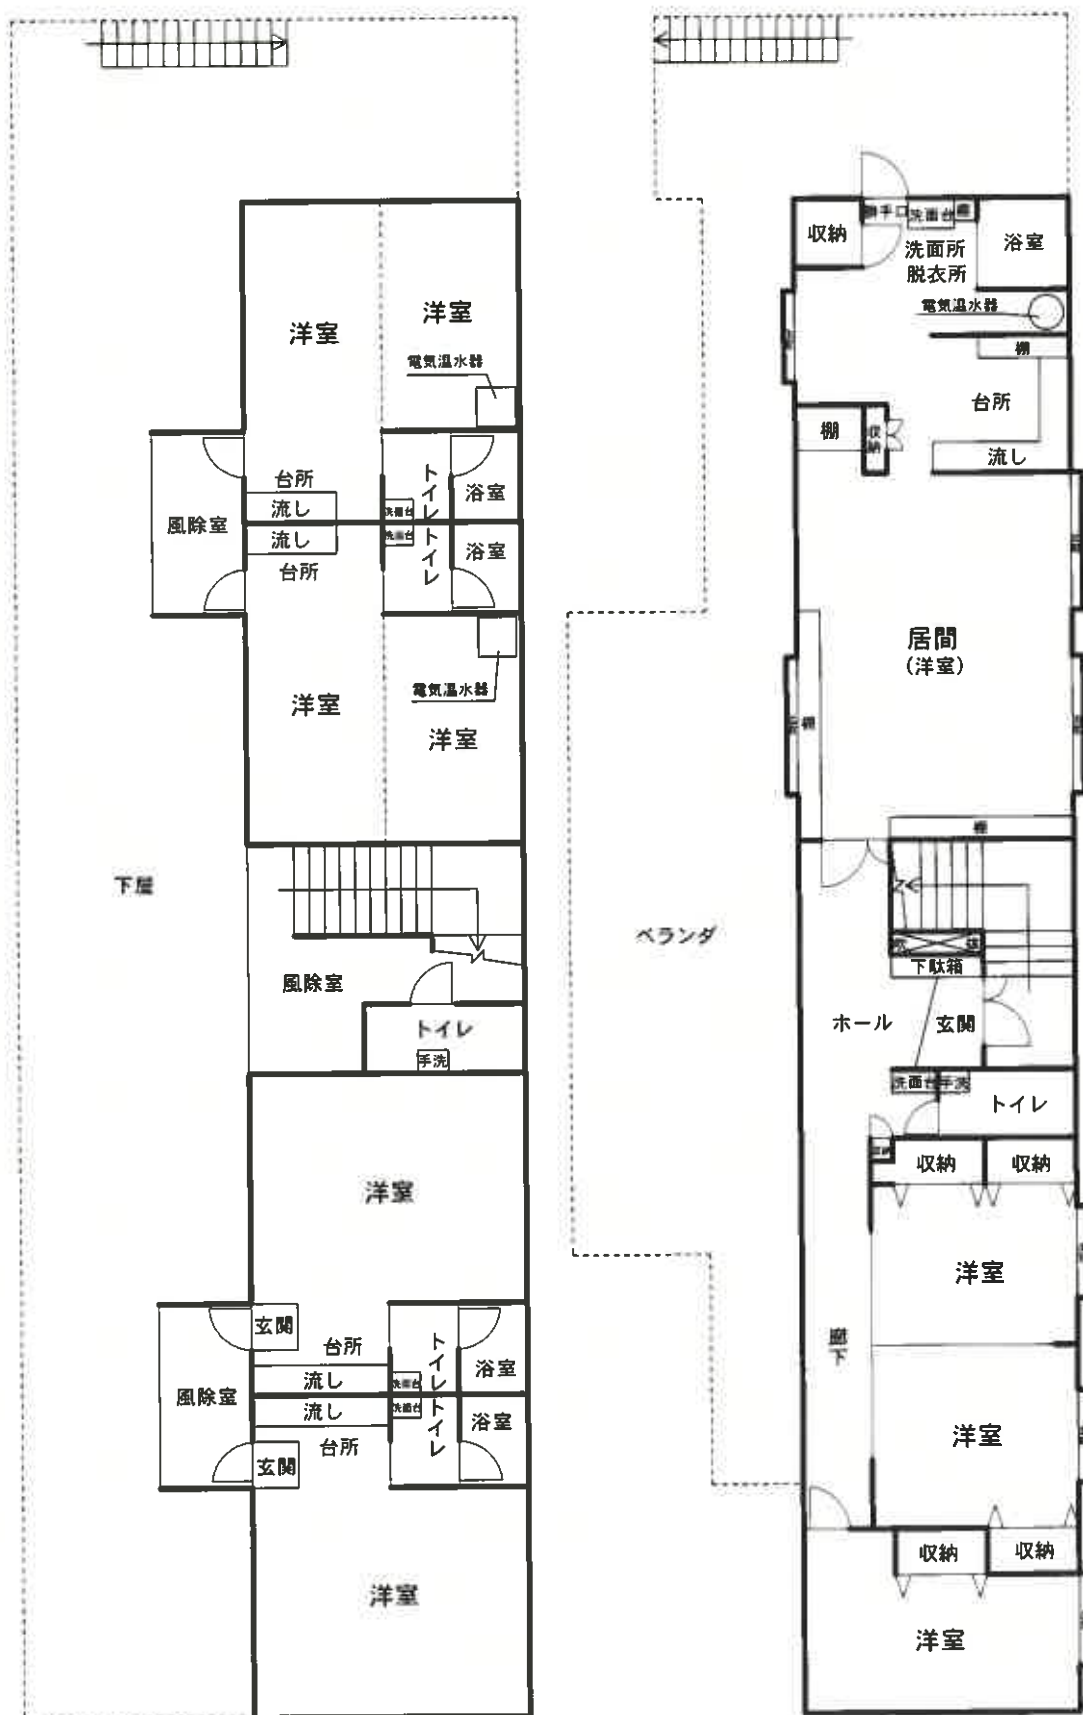 洋室
洋室
電気温水器
台所
流し
トイレ
洗面台
浴室
風除室
流し
台所
洗面台
トイレ
浴室
洋室
電気温水器
洋室
下屋
風除室
トイレ
手洗
洋室
玄関
台所
流し
トイレ
洗面台
浴室
風除室
流し
台所
洗面台
トイレ
浴室
玄関
洋室
収納
勝手口
洗面台
棚
洗面所
脱衣所
浴室
電気温水器
棚
台所
流し
棚
収納
居間
(洋室)
棚
棚
ベランダ
下駄箱
ホール
玄関
洗面台
手洗
トイレ
収納
収納
洋室
廊下
洋室
収納
収納
洋室